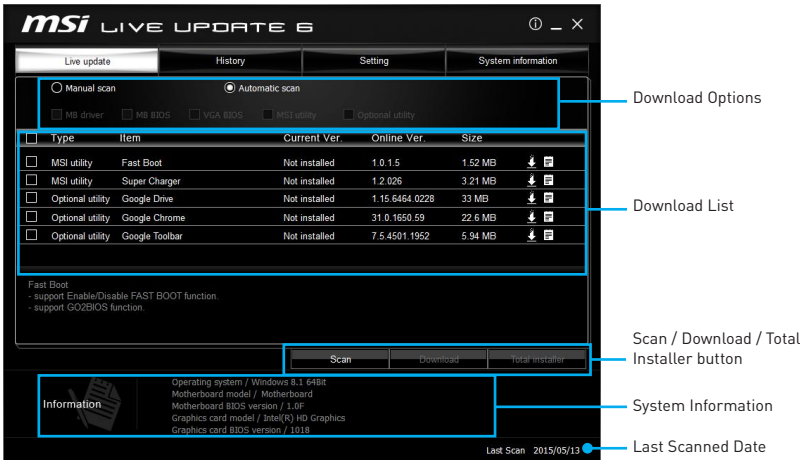 msi LIVE UPDATE 6
Live update History Setting System information
Manual scan Automatic scan
MB driver MB BIOS VGA BIOS MSI utility Optional utility
Download Options
Type Item Current Ver. Online Ver. Size
MSI utility Fast Boot Not installed 1.0.1.5 1.52 MB
MSI utility Super Charger Not installed 1.2.026 3.21 MB
Optional utility Google Drive Not installed 1.15.6464.0228 33 MB
Optional utility Google Chrome Not installed 31.0.1650.59 22.6 MB
Optional utility Google Toolbar Not installed 7.5.4501.1952 5.94 MB
Download List
Fast Boot
- support Enable/Disable FAST BOOT function.
- support GO2BIOS function.
Scan Download Total Installer
Scan / Download / Total
Installer button
Information
Operating system / Windows 8.1 64Bit
Motherboard model / Motherboard
Motherboard BIOS version / 1.0F
Graphics card model / Intel(R) HD Graphics
Graphics card BIOS version / 1018
System Information
Last Scan 2015/05/13
Last Scanned Date